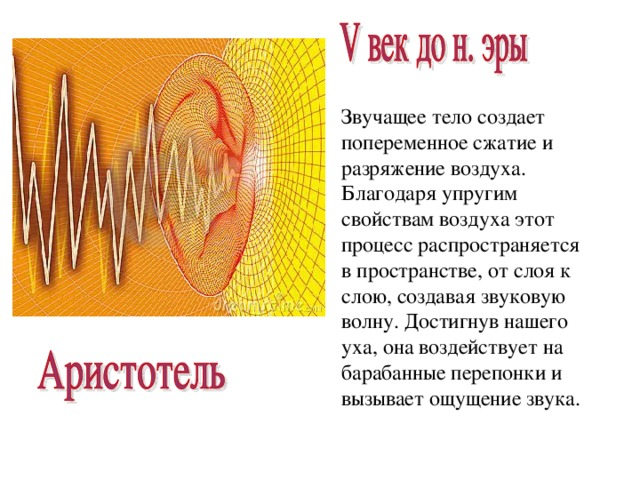 V век до н. эры
Звучащее тело создает
попеременное сжатие и
разряжение воздуха.
Благодаря упругим
свойствам воздуха этот
процесс распространяется
в пространстве, от слоя к
слою, создавая звуковую
волну. Достигнув нашего
уха, она воздействует на
барабанные перепонки и
вызывает ощущение звука.
Аристотель